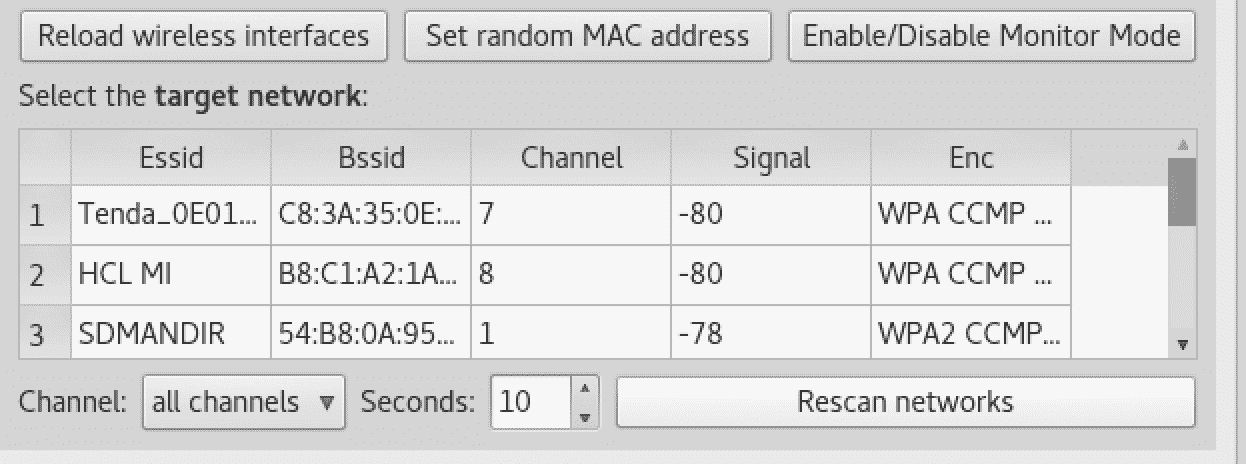 Reload wireless interfaces Set random MAC address Enable/Disable Monitor Mode
Select the target network:
Essid Bssid Channel Signal Enc
1 Tenda_0E01... C8:3A:35:0E:... 7 -80 WPA CCMP ...
2 HCL MI B8:C1:A2:1A... 8 -80 WPA CCMP ...
3 SDMANDIR 54:B8:0A:95... 1 -78 WPA2 CCMP...
Channel: all channels Seconds: 10 Rescan networks